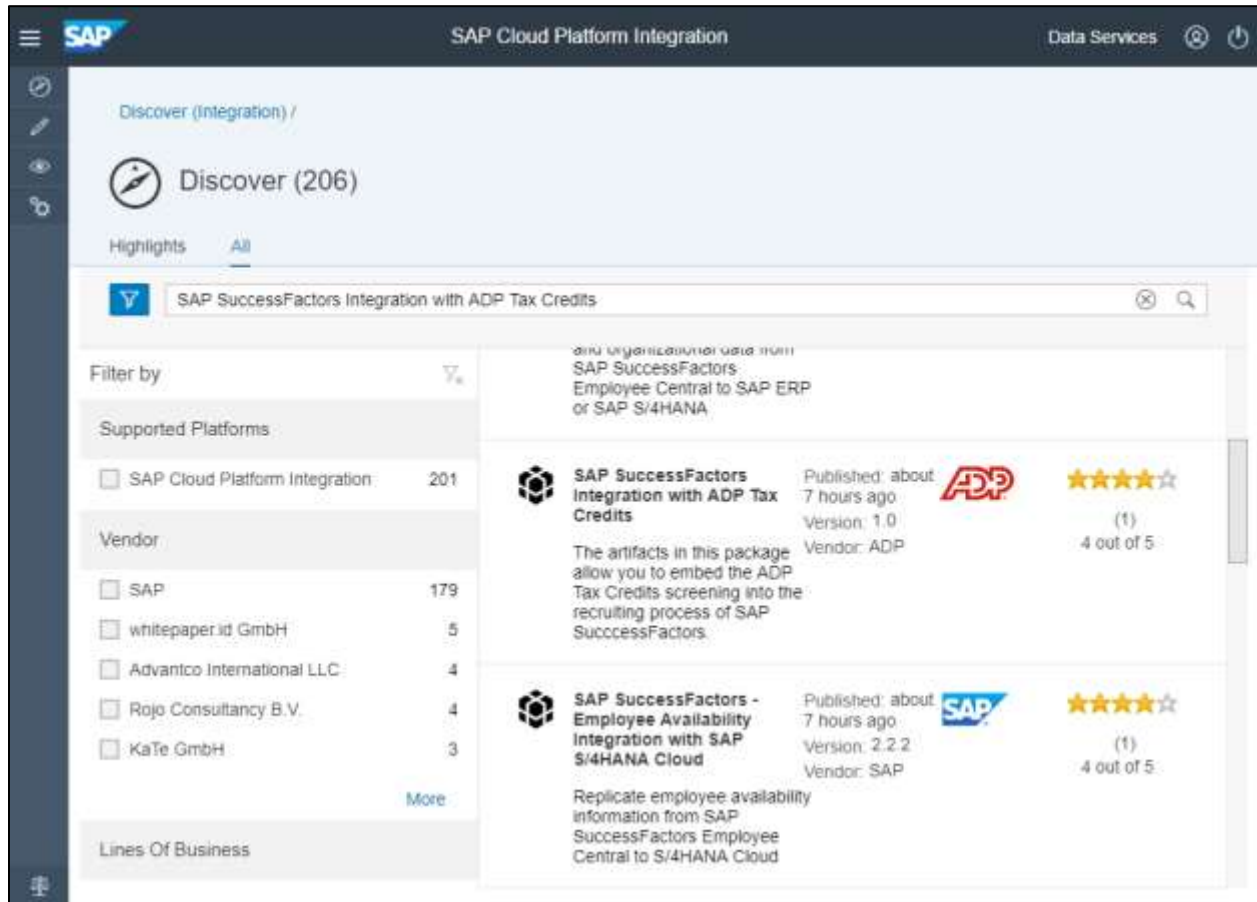 SAP
SAP Cloud Platform Integration
Data Services
Discover (Integration) /
Discover (206)
Highlights
All
SAP SuccessFactors Integration with ADP Tax Credits
Filter by
Supported Platforms
SAP Cloud Platform Integration 201
Vendor
SAP 179
whitepaper.id GmbH 5
Advantco International LLC 4
Rojo Consultancy B.V. 4
KaTe GmbH 3
More
Lines Of Business
and organizational data from
SAP SuccessFactors
Employee Central to SAP ERP
or SAP S/4HANA
SAP SuccessFactors
Integration with ADP Tax
Credits
The artifacts in this package
allow you to embed the ADP
Tax Credits screening into the
recruiting process of SAP
SucccessFactors.
Published: about
7 hours ago
Version: 1.0
Vendor: ADP
ADP
(1)
4 out of 5
SAP SuccessFactors -
Employee Availability
Integration with SAP
S/4HANA Cloud
Replicate employee availability
information from SAP
SuccessFactors Employee
Central to S/4HANA Cloud
Published: about
7 hours ago
Version: 2.2.2
Vendor: SAP
SAP
(1)
4 out of 5